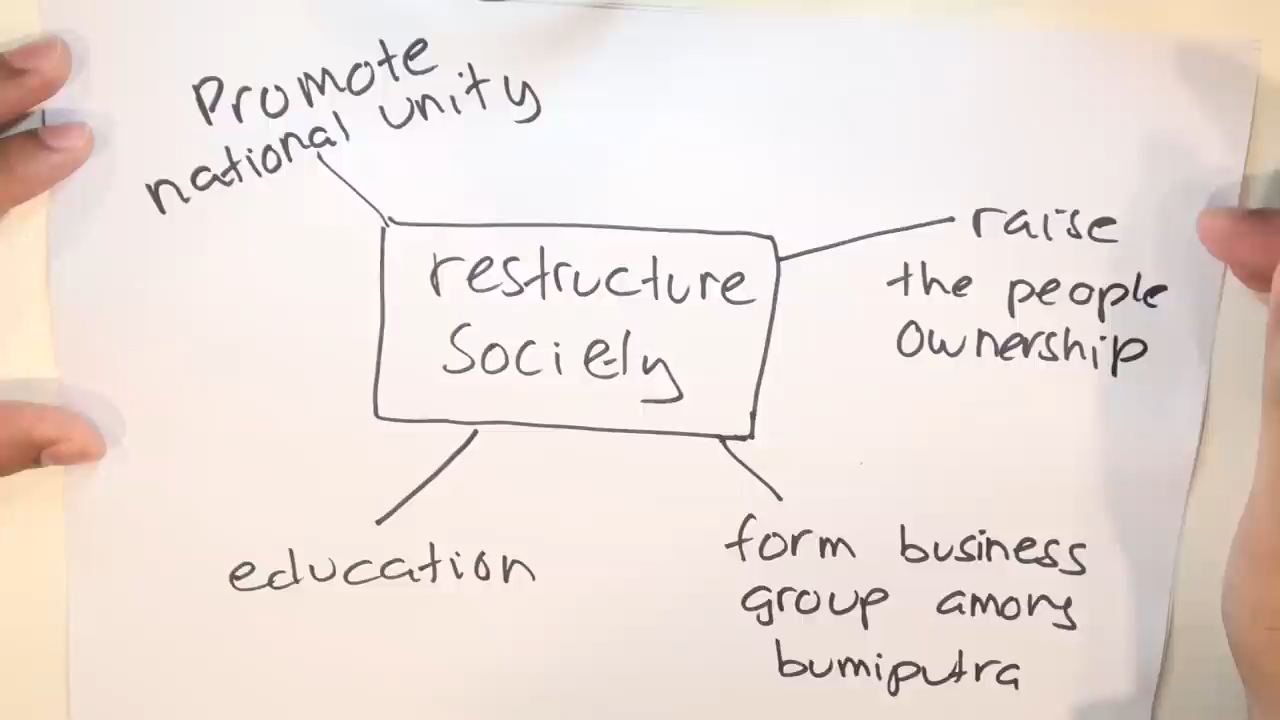 Promote
national unity
restructure
Society
raise
the people
Ownership
education
form business
group among
bumiputra